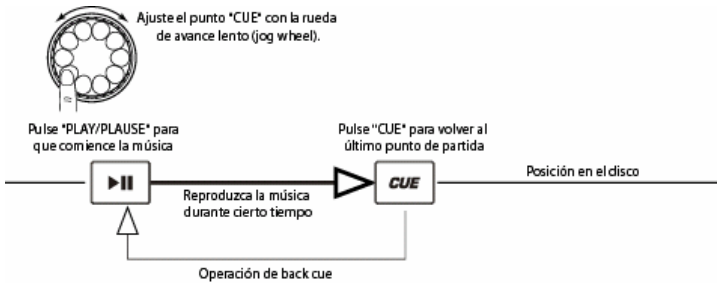 Ajuste el punto "CUE" con la rueda
de avance lento (jog wheel).
Pulse "PLAY/PLAUSE" para
que comience la música
Pulse "CUE" para volver al
último punto de partida
CUE
Posición en el disco
Reproduzca la música
durante cierto tiempo
Operación de back cue